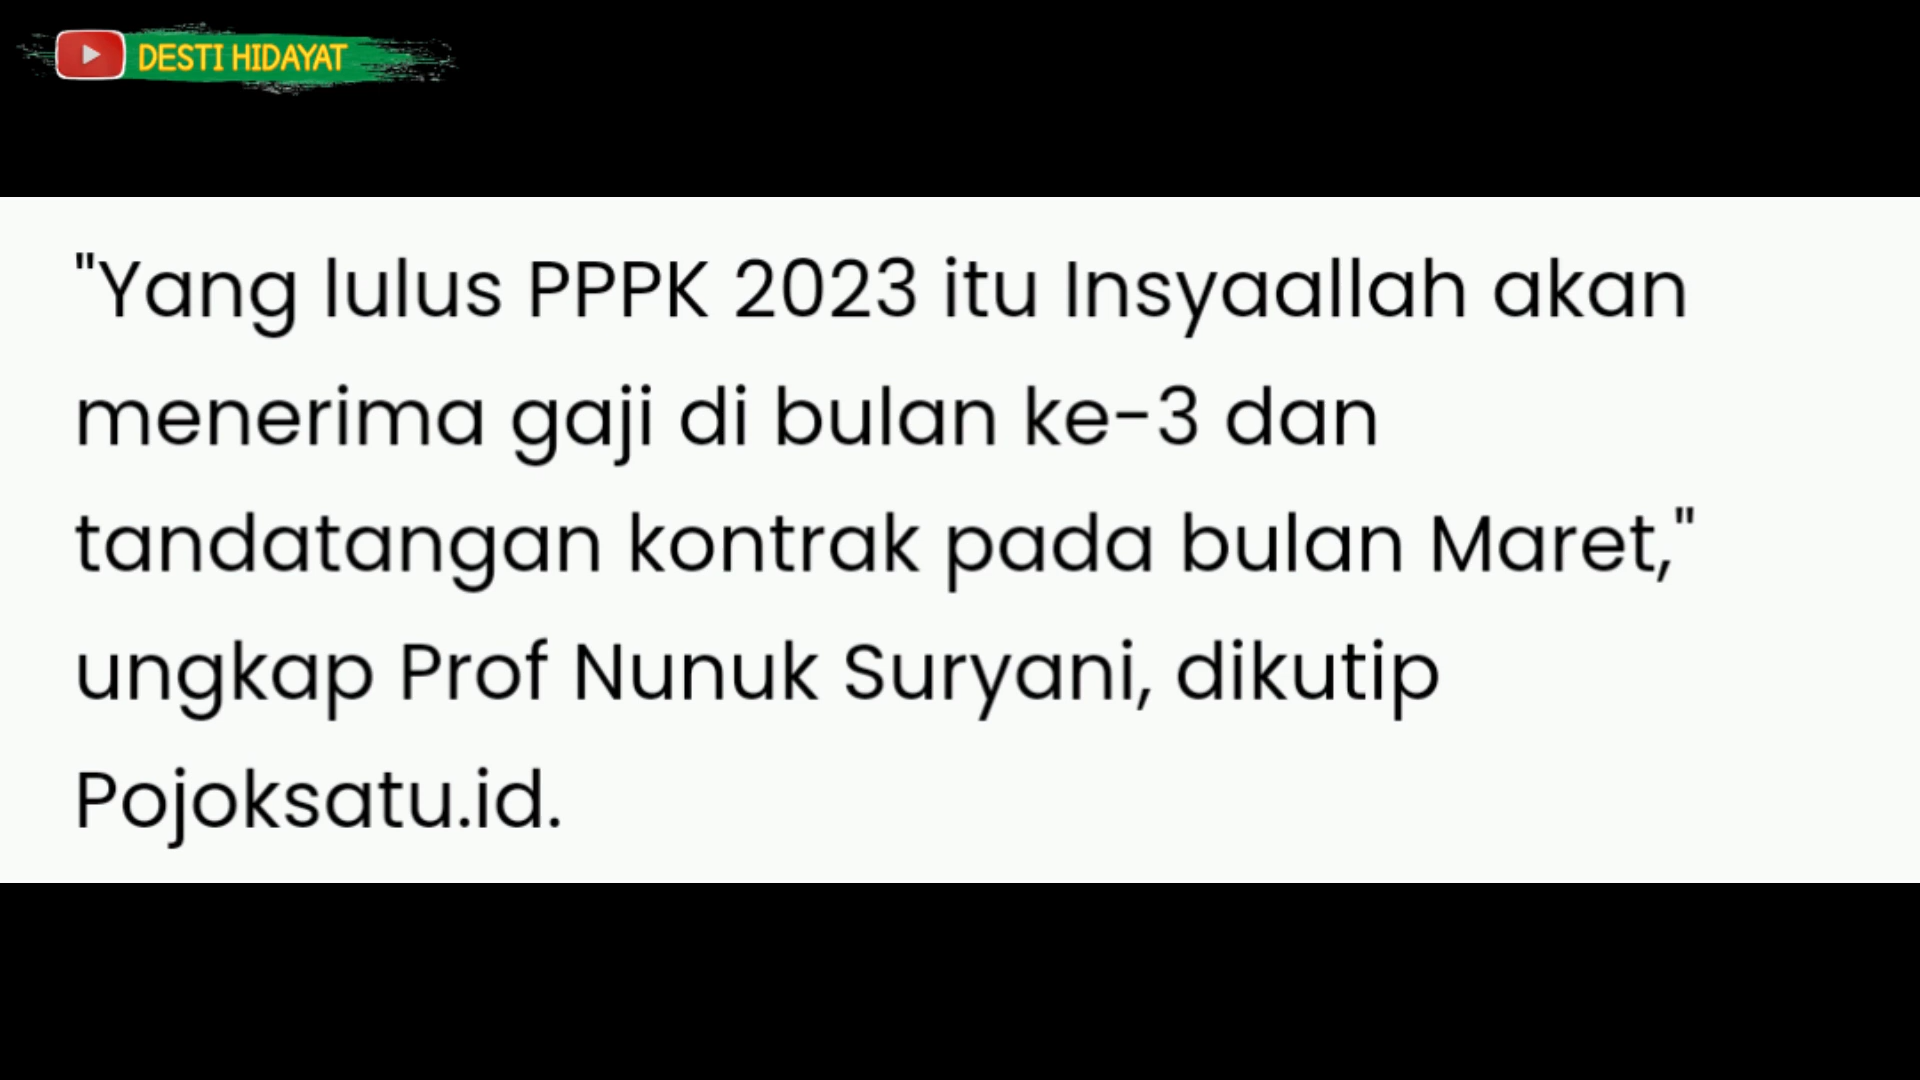 DESTI HIDAYAT
"Yang lulus PPPK 2023 itu Insyaallah akan
menerima gaji di bulan ke-3 dan
tandatangan kontrak pada bulan Maret,"
ungkap Prof Nunuk Suryani, dikutip
Pojoksatu.id.